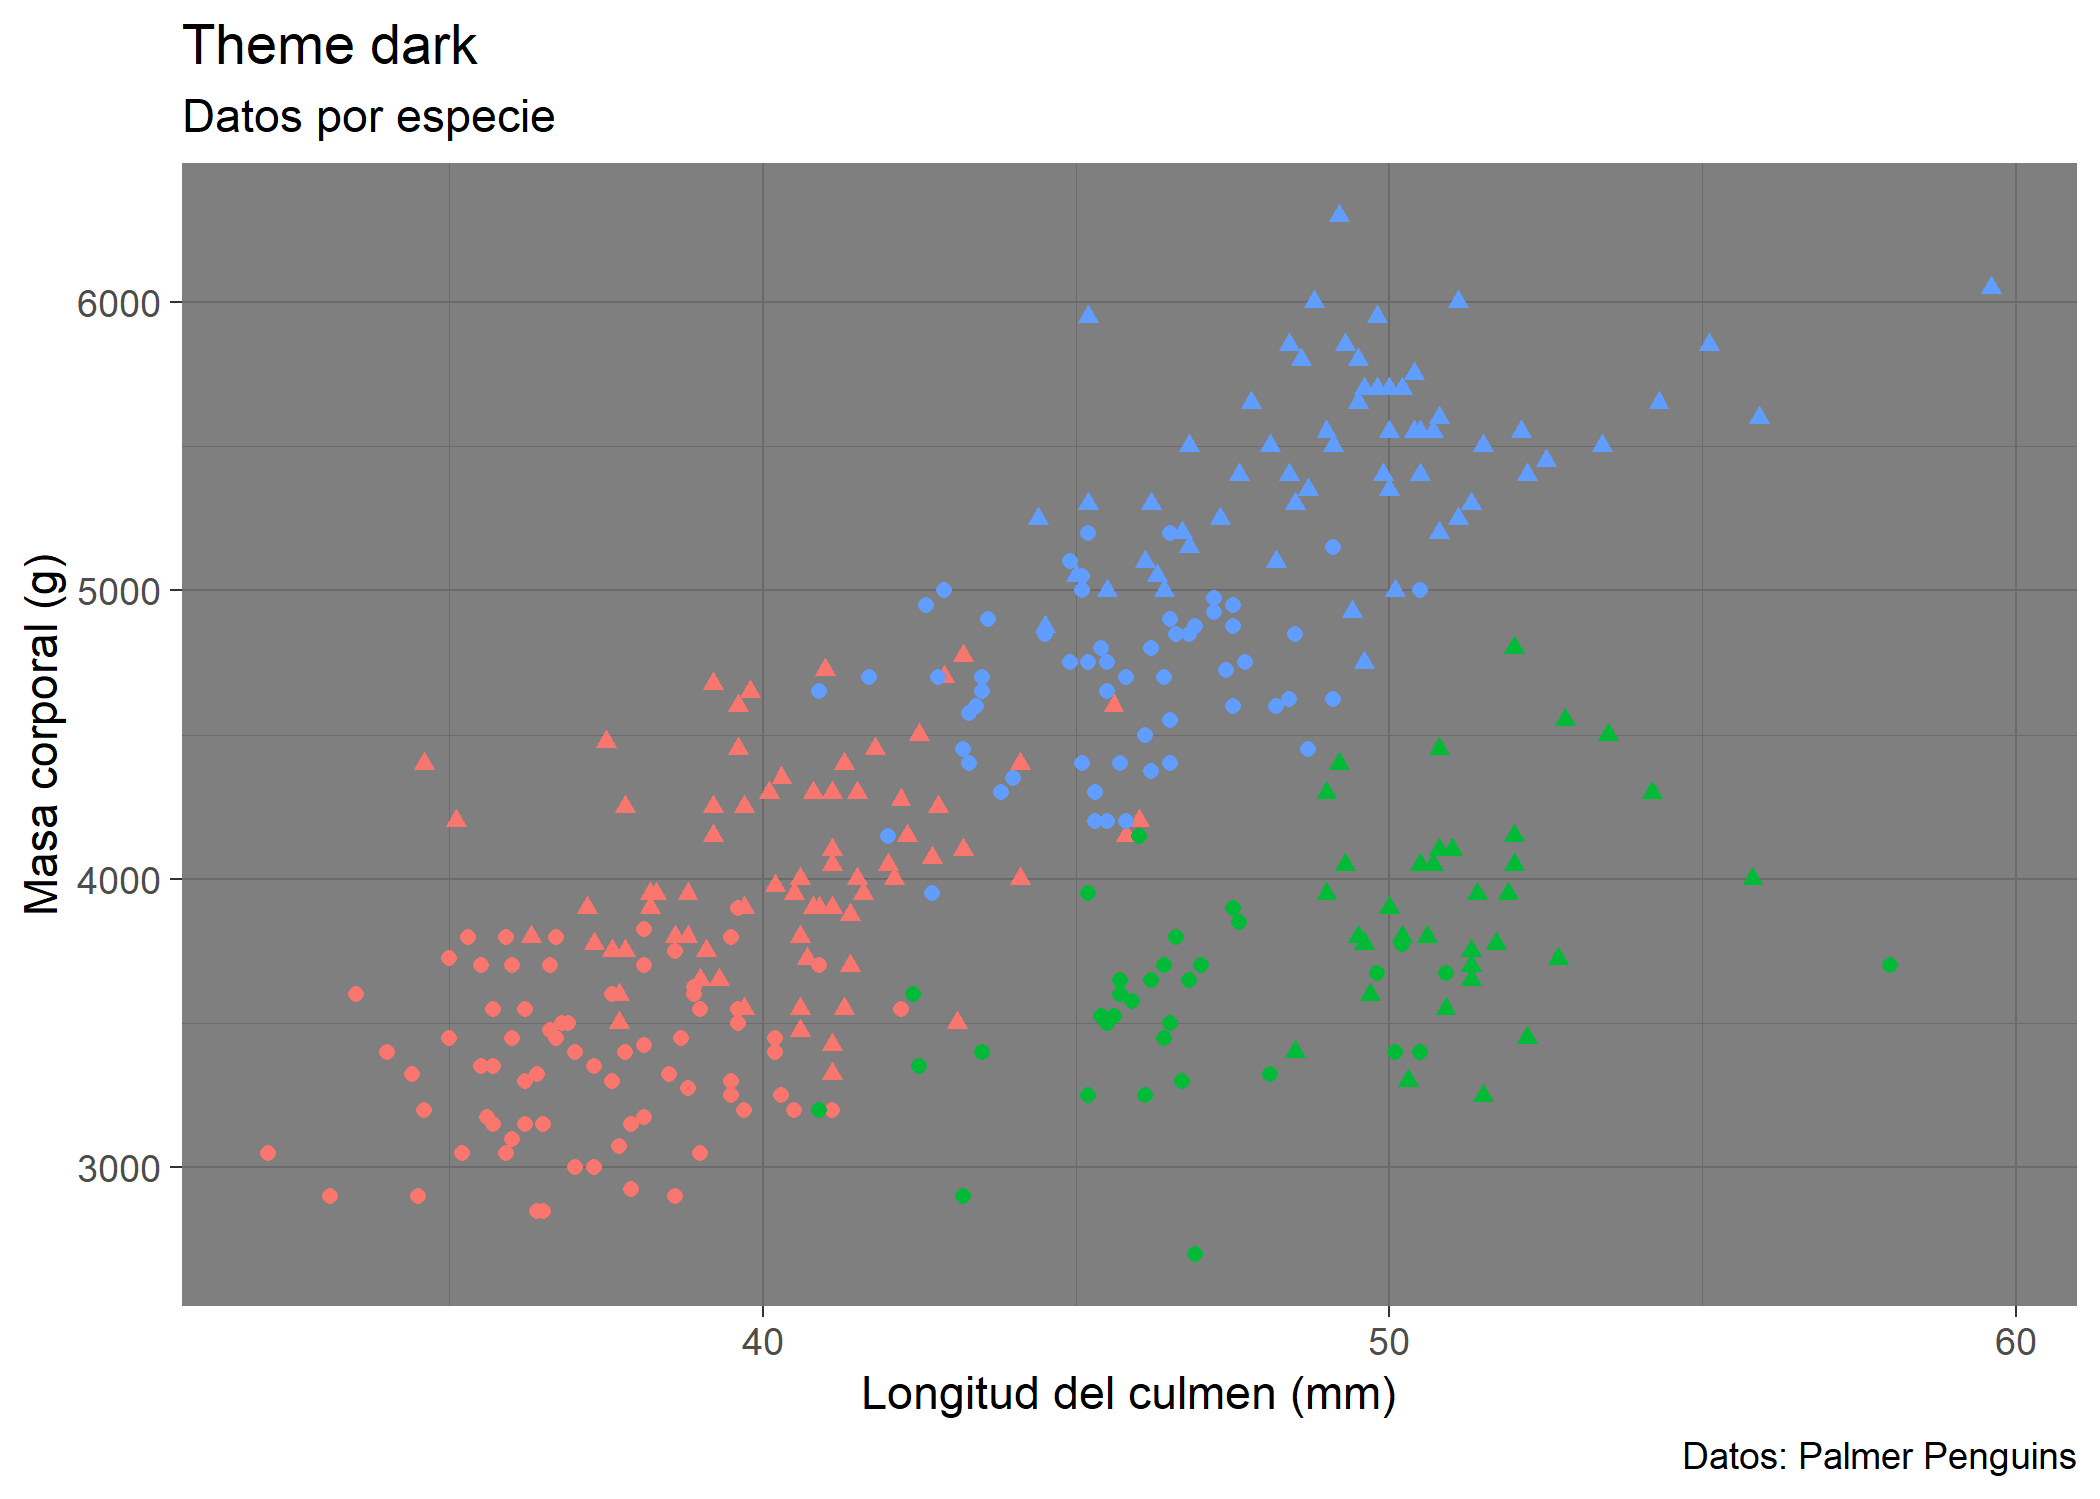 Theme dark
Datos por especie
Masa corporal (g)
6000
5000
4000
3000
40
50
60
Longitud del culmen (mm)
Datos: Palmer Penguins